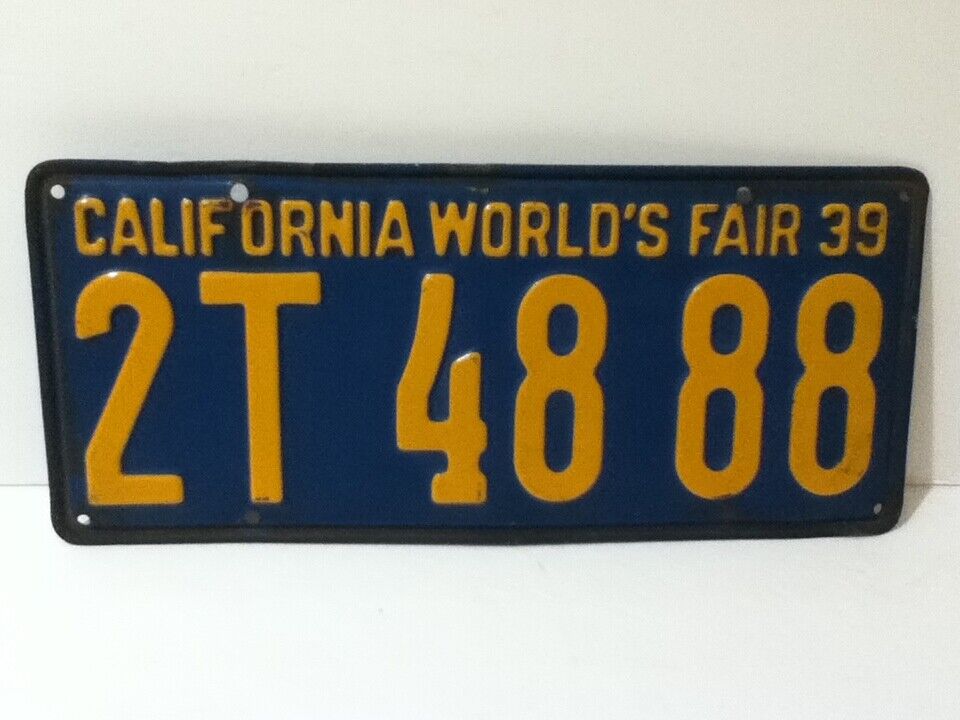 CALIFORNIA WORLD'S FAIR 39
2T 48 88